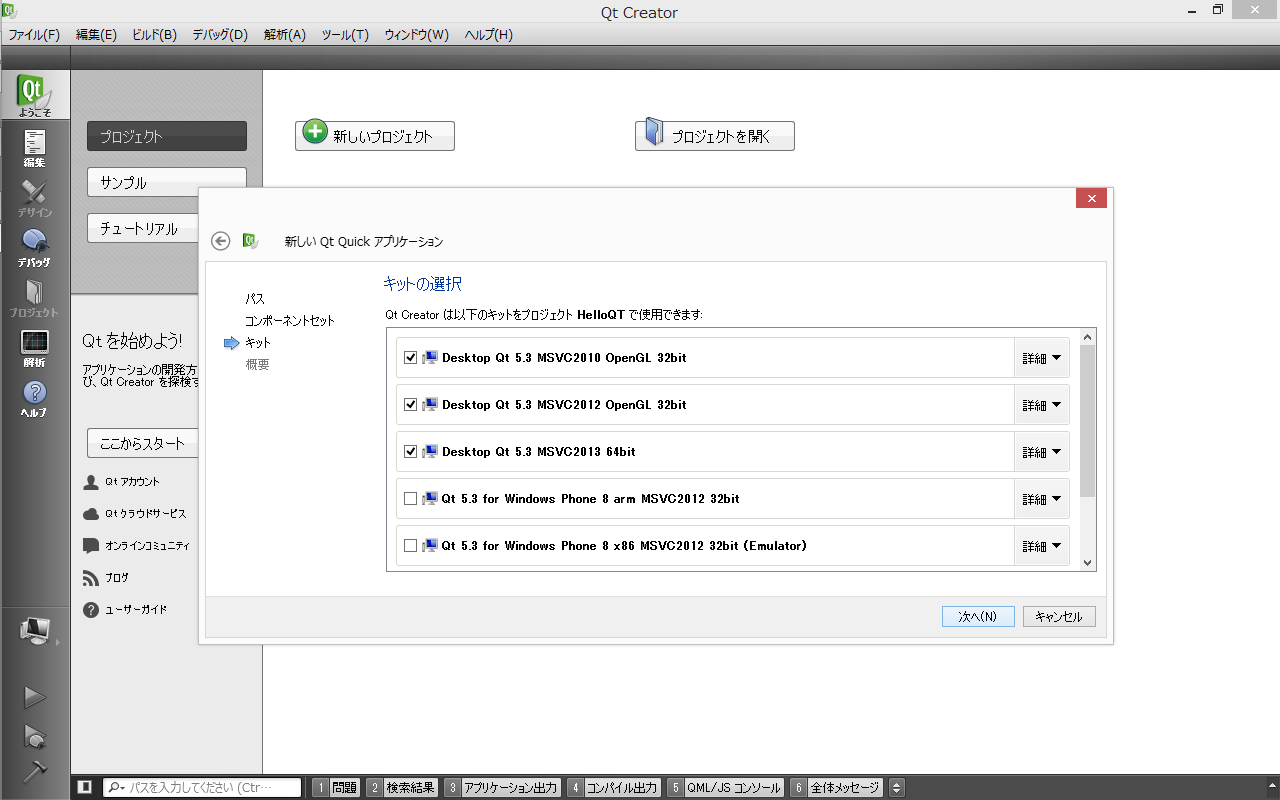 Qt Creator
ファイル(F) 編集(E) ビルド(B) デバッグ(D) 解析(A) ツール(T) ウィンドウ(W) ヘルプ(H)
Qt
ようこそ
編集
デザイン
デバッグ
プロジェクト
解析
ヘルプ
プロジェクト
サンプル
チュートリアル
新しいプロジェクト
プロジェクトを開く
Qt を始めよう!
アプリケーションの開発方
び、Qt Creator を探検す
ここからスタート
Qt アカウント
Qt クラウドサービス
オンラインコミュニティ
ブログ
ユーザーガイド
新しい Qt Quick アプリケーション
パス
コンポーネントセット
キット
概要
キットの選択
Qt Creator は以下のキットをプロジェクト HelloQT で使用できます:
Desktop Qt 5.3 MSVC2010 OpenGL 32bit 詳細
Desktop Qt 5.3 MSVC2012 OpenGL 32bit 詳細
Desktop Qt 5.3 MSVC2013 64bit 詳細
Qt 5.3 for Windows Phone 8 arm MSVC2012 32bit 詳細
Qt 5.3 for Windows Phone 8 x86 MSVC2012 32bit (Emulator) 詳細
次へ(N) キャンセル
パスを入力してください (Ctr… 1 問題 2 検索結果 3 アプリケーション出力 4 コンパイル出力 5 QML/JS コンソール 6 全体メッセージ